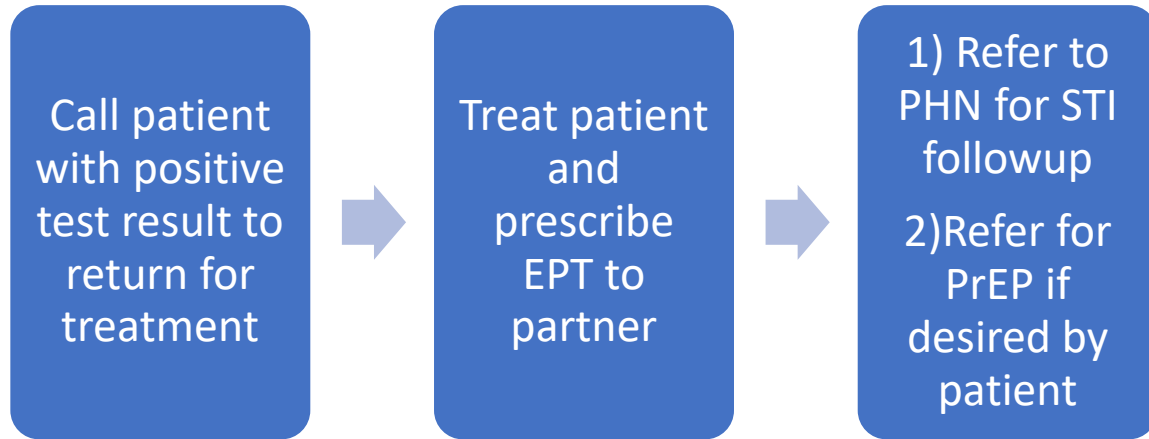 Call patient
with positive
test result to
return for
treatment
Treat patient
and
prescribe
EPT to
partner
1) Refer to
PHN for STI
followup
2)Refer for
PrEP if
desired by
patient